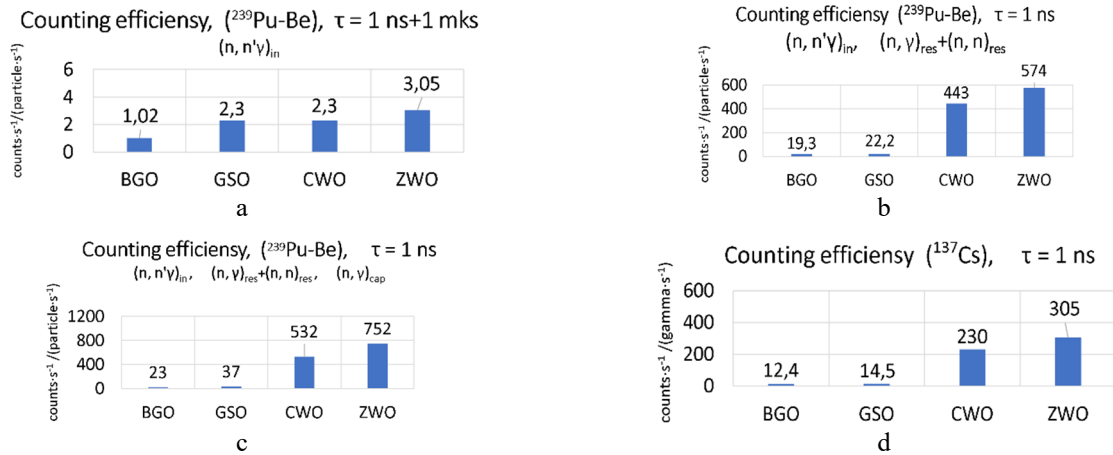 Counting efficiensy, (²³⁹Pu-Be), τ = 1 ns+1 mks
(n, n'γ)in
counts·s⁻¹/(particle·s⁻¹)
6
4
2
0
1,02
2,3
2,3
3,05
BGO GSO CWO ZWO
a
Counting efficiensy (²³⁹Pu-Be), τ = 1 ns
(n, n'γ)in, (n, γ)res+(n, n)res
counts·s⁻¹ /(particle·s⁻¹)
600
400
200
0
19,3
22,2
443
574
BGO GSO CWO ZWO
b
Counting efficiensy, (²³⁹Pu-Be), τ = 1 ns
(n, n'γ)in, (n, γ)res+(n, n)res, (n, γ)cap
counts·s⁻¹ /(particle·s⁻¹)
1200
800
400
0
23
37
532
752
BGO GSO CWO ZWO
c
Counting efficiensy (¹³⁷Cs), τ = 1 ns
counts·s⁻¹ /(gamma·s⁻¹)
600
400
200
0
12,4
14,5
230
305
BGO GSO CWO ZWO
d